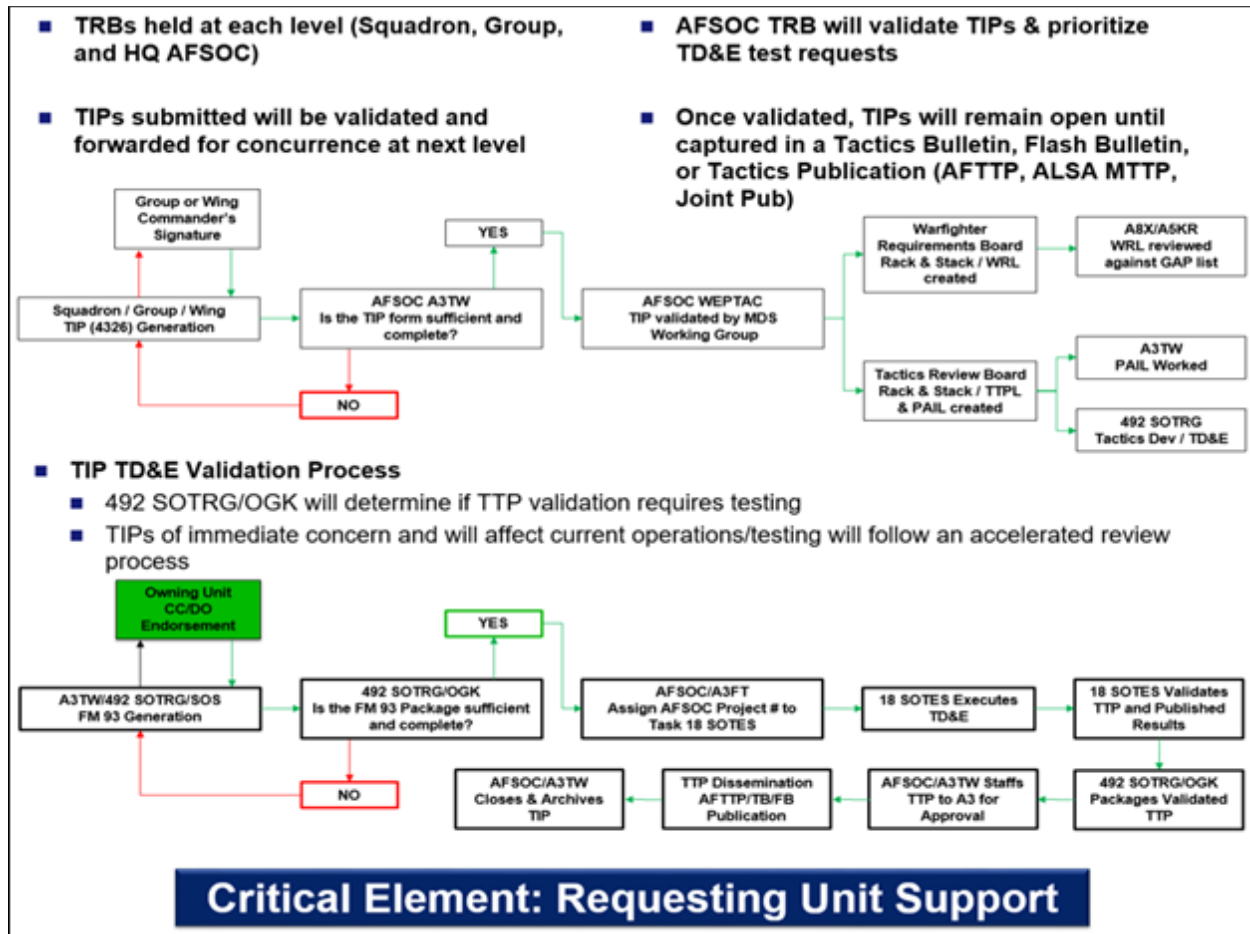 ■ TRBs held at each level (Squadron, Group,
and HQ AFSOC)
■ TIPs submitted will be validated and
forwarded for concurrence at next level
■ AFSOC TRB will validate TIPs & prioritize
TD&E test requests
■ Once validated, TIPs will remain open until
captured in a Tactics Bulletin, Flash Bulletin,
or Tactics Publication (AFTTP, ALSA MTTP,
Joint Pub)
Group or Wing
Commander's
Signature
Squadron / Group / Wing
TIP (4326) Generation
YES
AFSOC A3TW
Is the TIP form sufficient and
complete?
NO
AFSOC WEPTAC
TIP validated by MDS
Working Group
Warfighter
Requirements Board
Rack & Stack / WRL
created
A8X/A5KR
WRL reviewed
against GAP list
Tactics Review Board
Rack & Stack / TTPL
& PAIL created
A3TW
PAIL Worked
492 SOTRG
Tactics Dev / TD&E
■ TIP TD&E Validation Process
■ 492 SOTRG/OGK will determine if TTP validation requires testing
■ TIPs of immediate concern and will affect current operations/testing will follow an accelerated review
process
Owning Unit
CC/DO
Endorsement
A3TW/492 SOTRG/SOS
FM 93 Generation
YES
492 SOTRG/OGK
Is the FM 93 Package sufficient
and complete?
NO
AFSOC/A3FT
Assign AFSOC Project # to
Task 18 SOTES
18 SOTES Executes
TD&E
18 SOTES Validates
TTP and Published
Results
492 SOTRG/OGK
Packages Validated
TTP
AFSOC/A3TW Staffs
TTP to A3 for
Approval
TTP Dissemination
AFTTP/TB/FB
Publication
AFSOC/A3TW
Closes & Archives
TIP
Critical Element: Requesting Unit Support